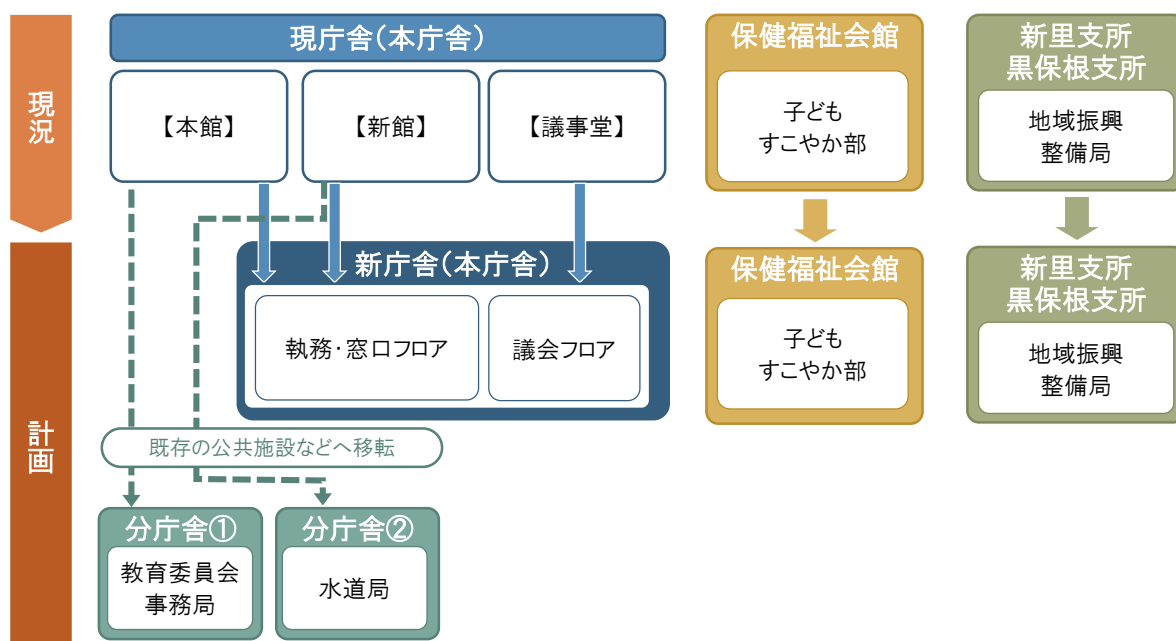 現況
現庁舎(本庁舎)
【本館】
【新館】
【議事堂】
保健福祉会館
子ども
すこやか部
新里支所
黒保根支所
地域振興
整備局
計画
新庁舎(本庁舎)
執務・窓口フロア
議会フロア
保健福祉会館
子ども
すこやか部
新里支所
黒保根支所
地域振興
整備局
既存の公共施設などへ移転
分庁舎①
教育委員会
事務局
分庁舎②
水道局